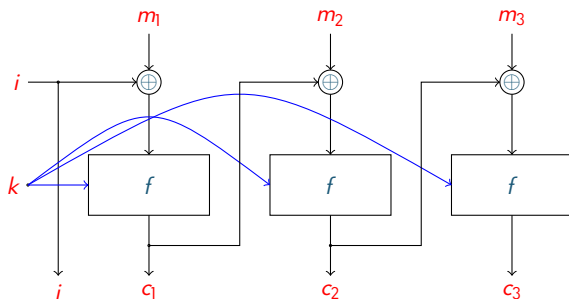 m₁ m₂ m₃
i ⊕ ⊕ ⊕
k f f f
i c₁ c₂ c₃